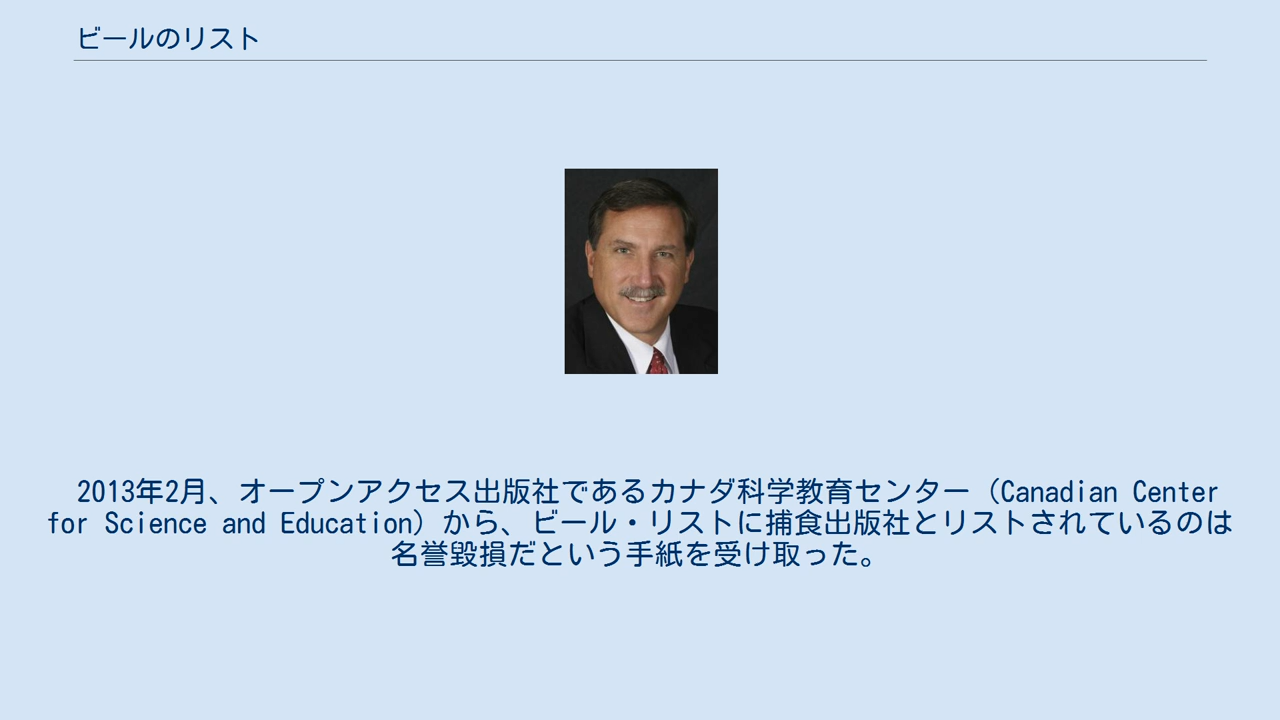 ビールのリスト
2013年2月、オープンアクセス出版社であるカナダ科学教育センター（Canadian Center
for Science and Education）から、ビール・リストに捕食出版社とリストされているのは
名誉毀損だという手紙を受け取った。